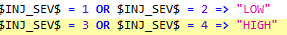 $INJ_SEV$ = 1 OR $INJ_SEV$ = 2 => "LOW"
$INJ_SEV$ = 3 OR $INJ_SEV$ = 4 => "HIGH"